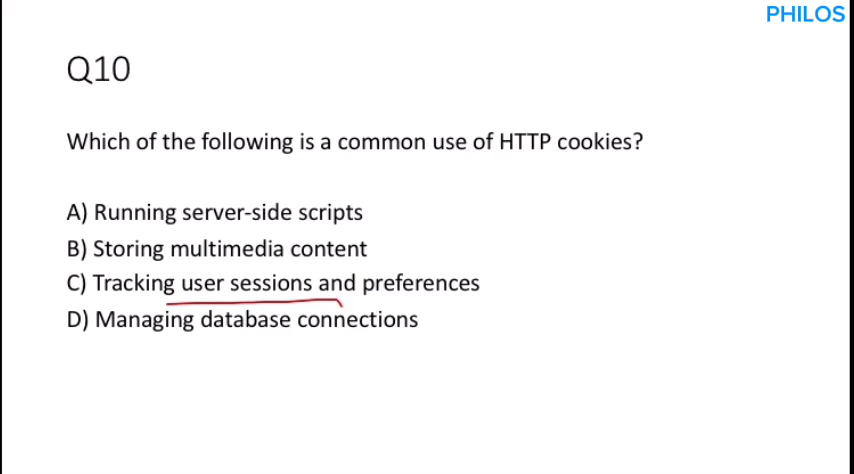 PHILOS
Q10
Which of the following is a common use of HTTP cookies?
A) Running server-side scripts
B) Storing multimedia content
C) Tracking user sessions and preferences
D) Managing database connections